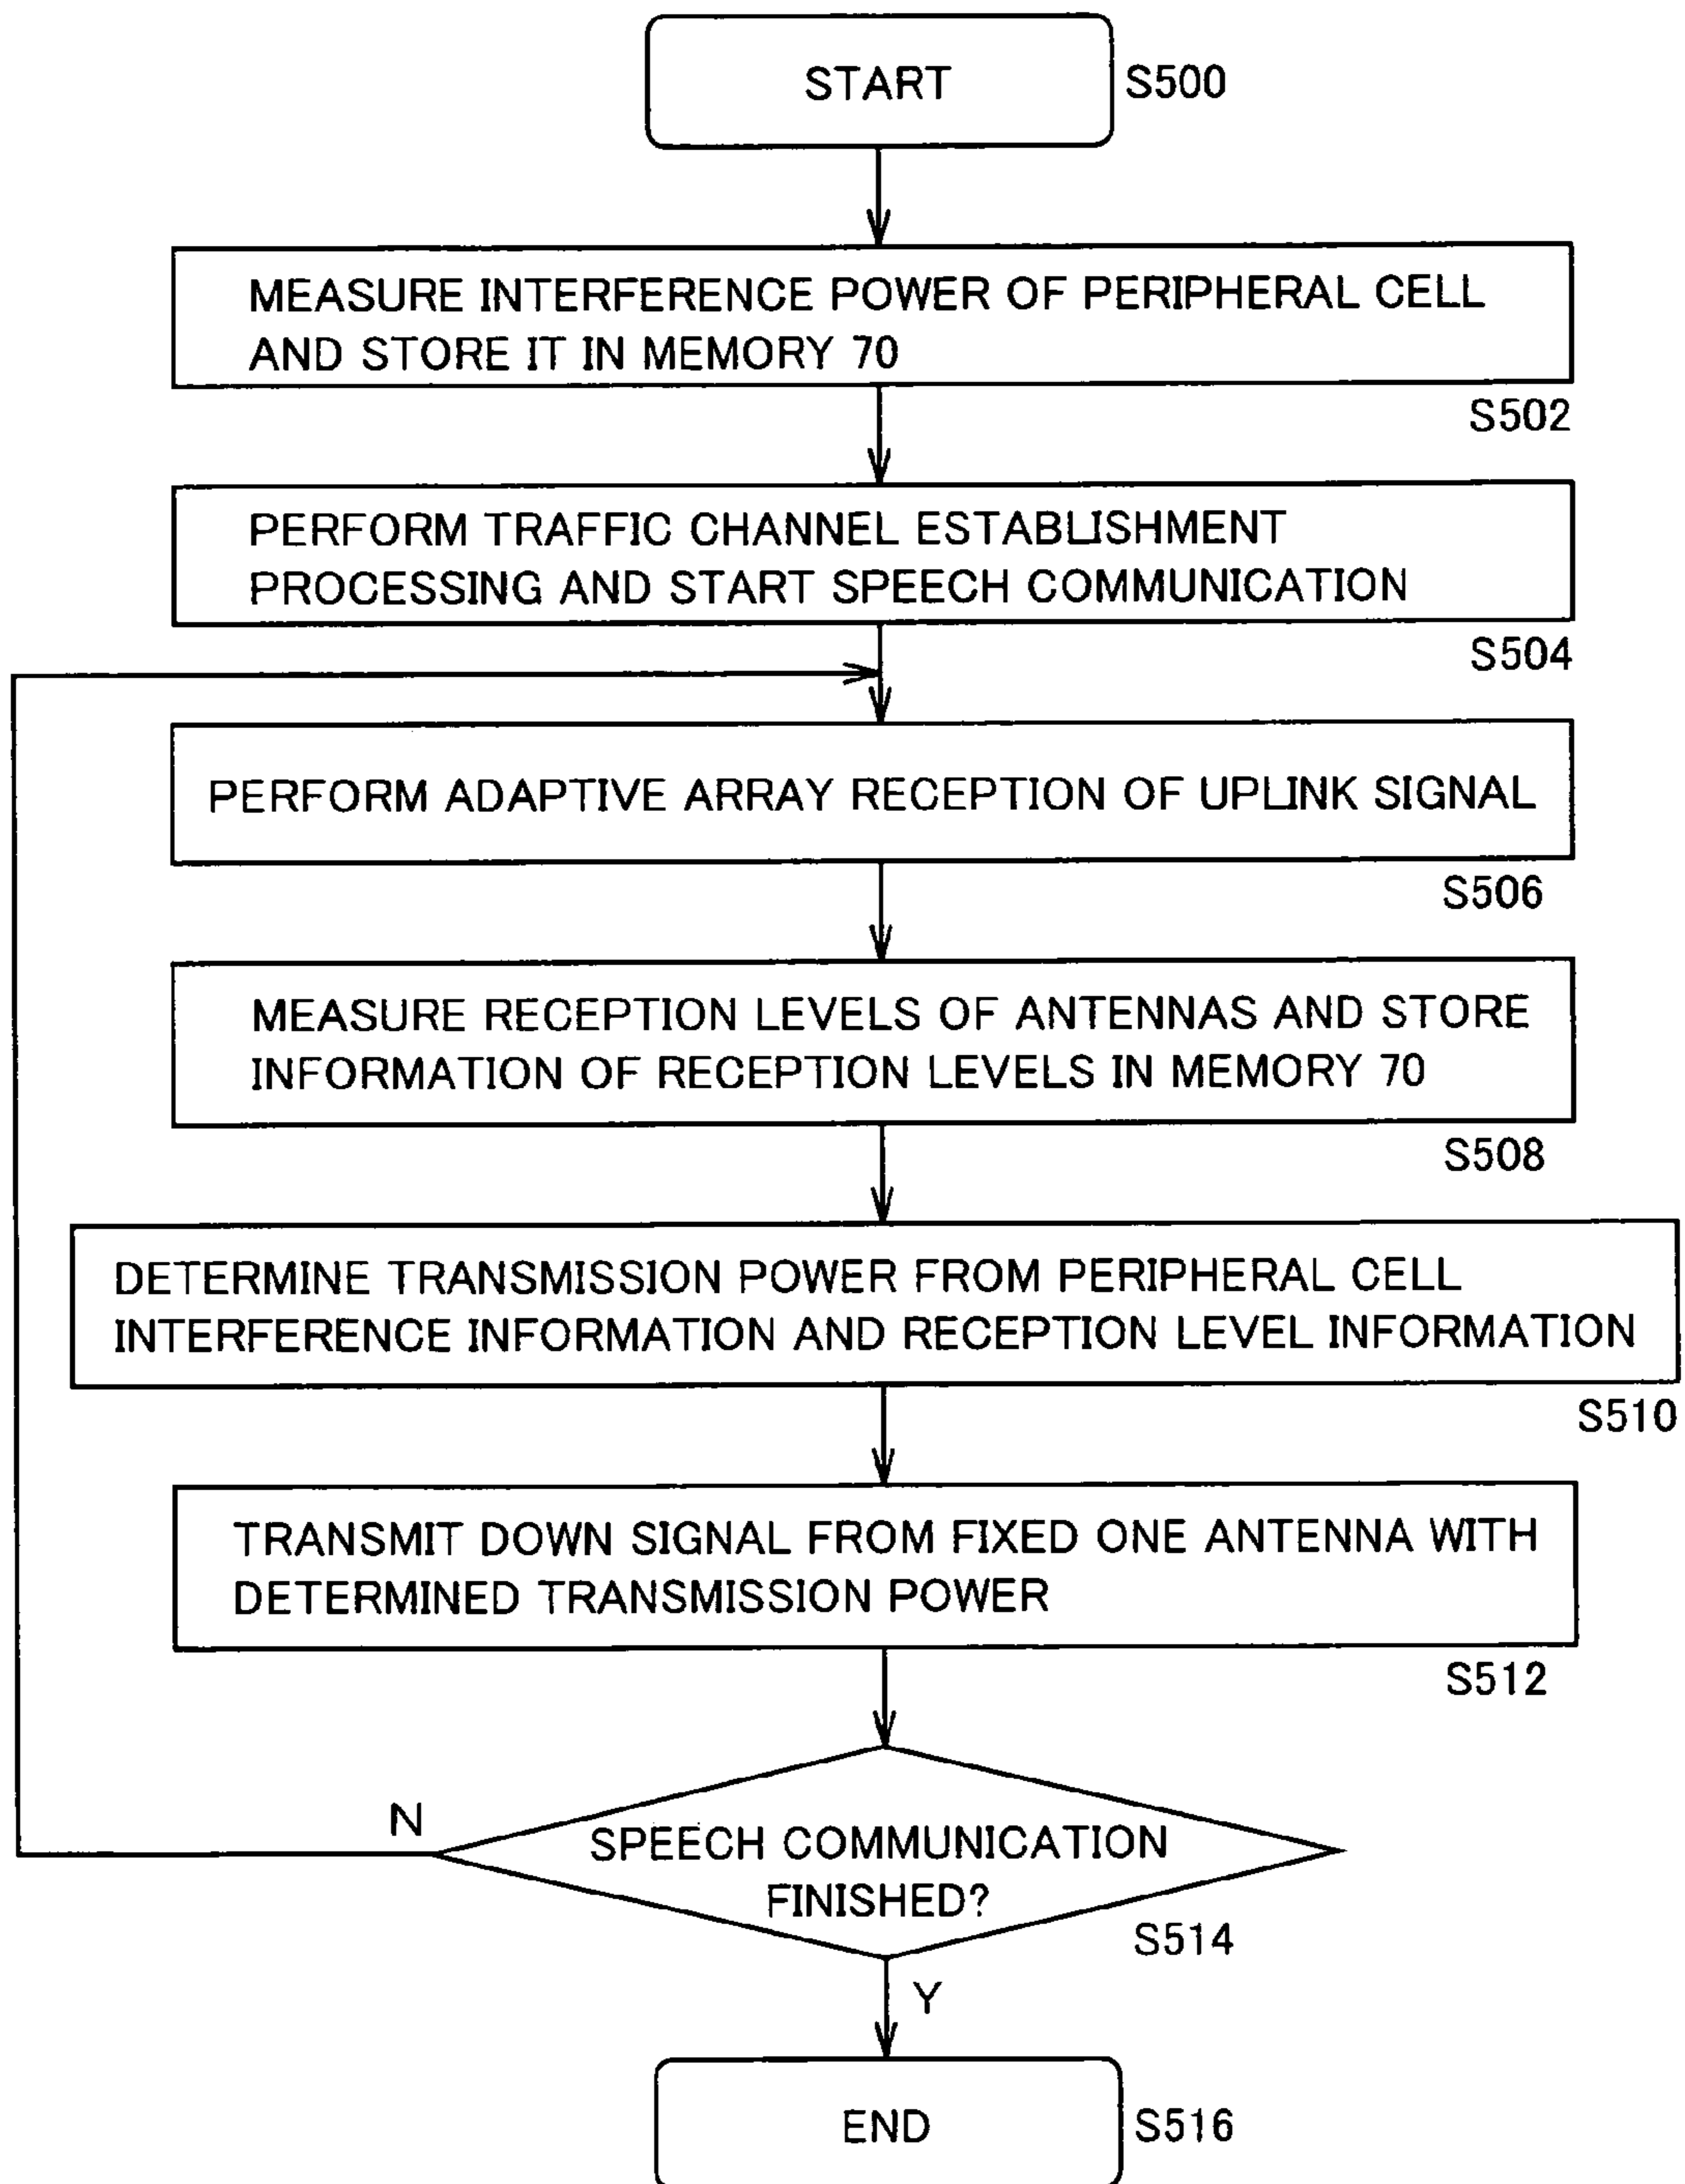 START
S500
MEASURE INTERFERENCE POWER OF PERIPHERAL CELL
AND STORE IT IN MEMORY 70
S502
PERFORM TRAFFIC CHANNEL ESTABLISHMENT
PROCESSING AND START SPEECH COMMUNICATION
S504
PERFORM ADAPTIVE ARRAY RECEPTION OF UPLINK SIGNAL
S506
MEASURE RECEPTION LEVELS OF ANTENNAS AND STORE
INFORMATION OF RECEPTION LEVELS IN MEMORY 70
S508
DETERMINE TRANSMISSION POWER FROM PERIPHERAL CELL
INTERFERENCE INFORMATION AND RECEPTION LEVEL INFORMATION
S510
TRANSMIT DOWN SIGNAL FROM FIXED ONE ANTENNA WITH
DETERMINED TRANSMISSION POWER
S512
N
SPEECH COMMUNICATION
FINISHED?
S514
Y
END
S516